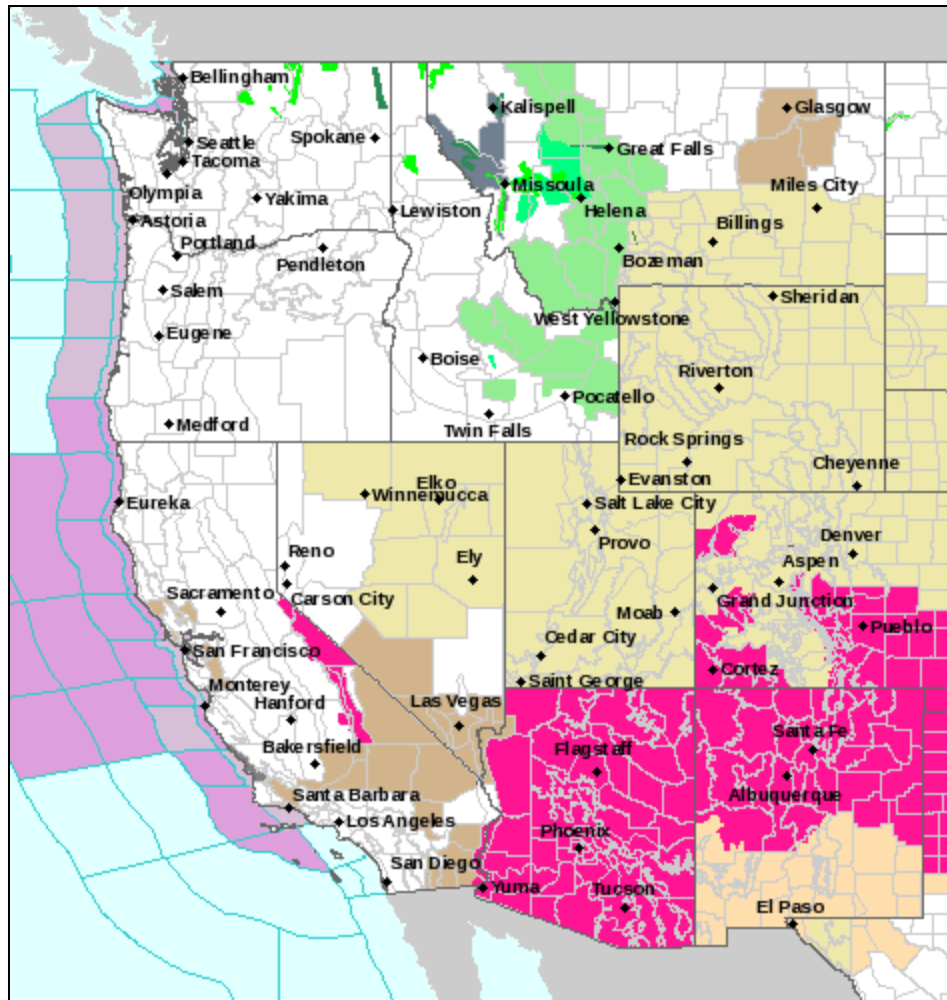 Bellingham
Kalispell
Glasgow
Seattle
Spokane
Great Falls
Tacoma
Missoula
Miles City
Olympia
Yakima
Lewiston
Helena
Astoria
Billings
Portland
Pendleton
Bozeman
Salem
Sheridan
West Yellowstone
Eugene
Boise
Riverton
Pocatello
Medford
Twin Falls
Rock Springs
Cheyenne
Elko
Evanston
Winnemucca
Eureka
Salt Lake City
Denver
Provo
Reno
Ely
Aspen
Sacramento
Carson City
Grand Junction
Moab
Pueblo
Cedar City
San Francisco
Cortez
Saint George
Monterey
Hanford
Las Vegas
Santa Fe
Bakersfield
Flagstaff
Santa Barbara
Albuquerque
Los Angeles
Phoenix
San Diego
Yuma
Tucson
El Paso